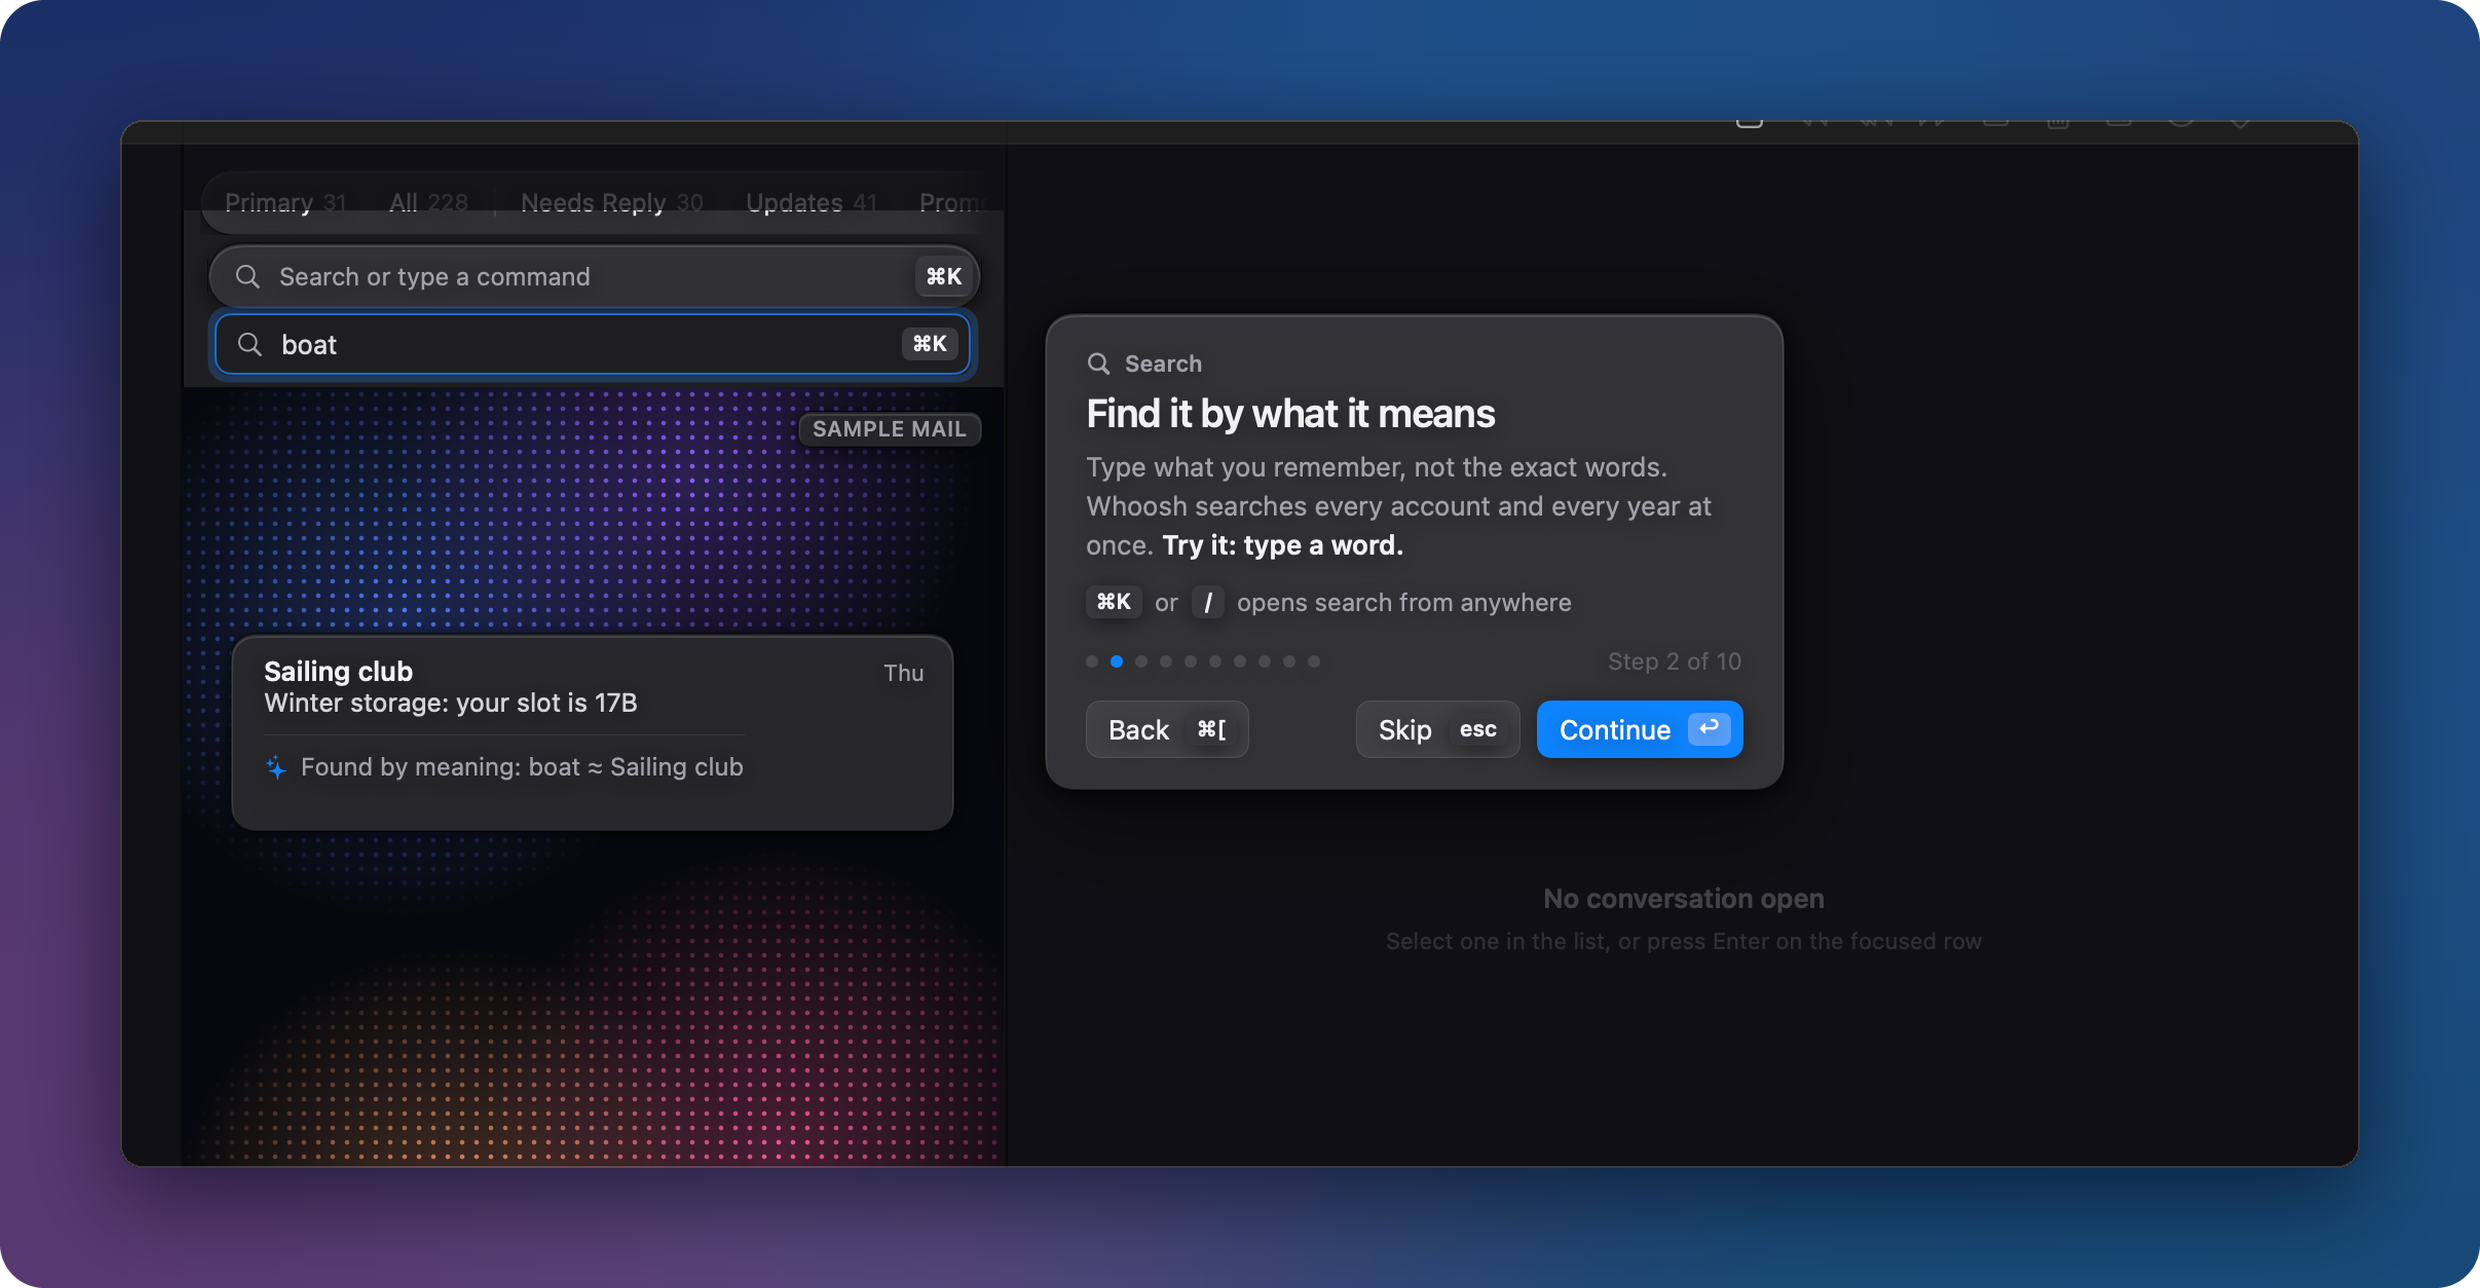 Primary 31 All 228 Needs Reply 30 Updates 41 Prom
Search or type a command ⌘K
boat ⌘K
SAMPLE MAIL
Sailing club Thu
Winter storage: your slot is 17B
Found by meaning: boat ≈ Sailing club
Search
Find it by what it means
Type what you remember, not the exact words.
Whoosh searches every account and every year at
once. Try it: type a word.
⌘K or / opens search from anywhere
Step 2 of 10
Back ⌘[ Skip esc Continue ↩
No conversation open
Select one in the list, or press Enter on the focused row